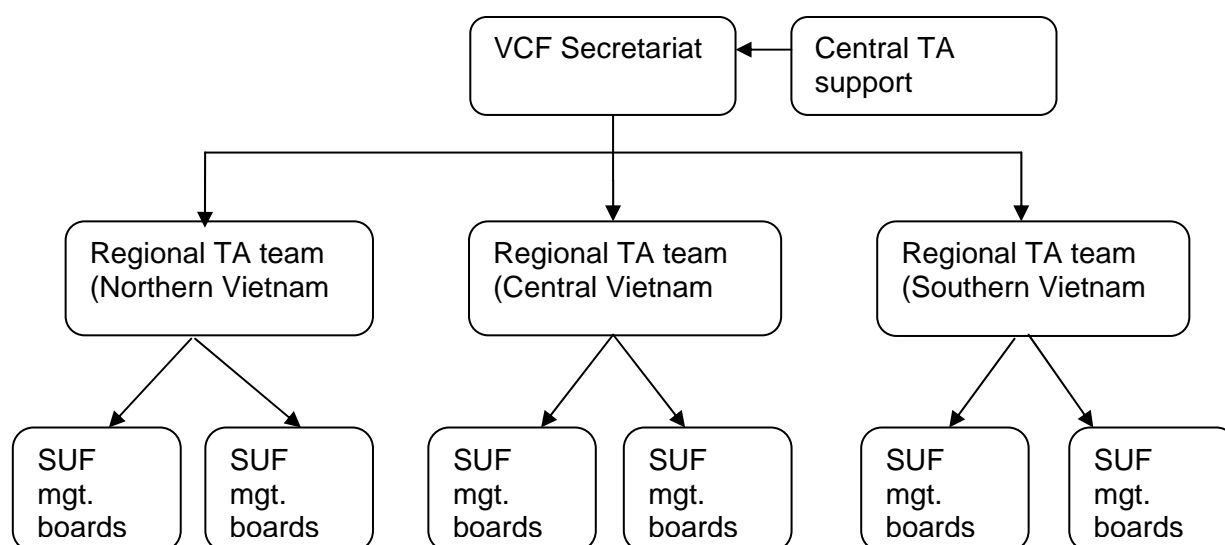 VCF Secretariat
Central TA
support
Regional TA team
(Northern Vietnam
Regional TA team
(Central Vietnam
Regional TA team
(Southern Vietnam
SUF
mgt.
boards
SUF
mgt.
boards
SUF
mgt.
boards
SUF
mgt.
boards
SUF
mgt.
boards
SUF
mgt.
boards